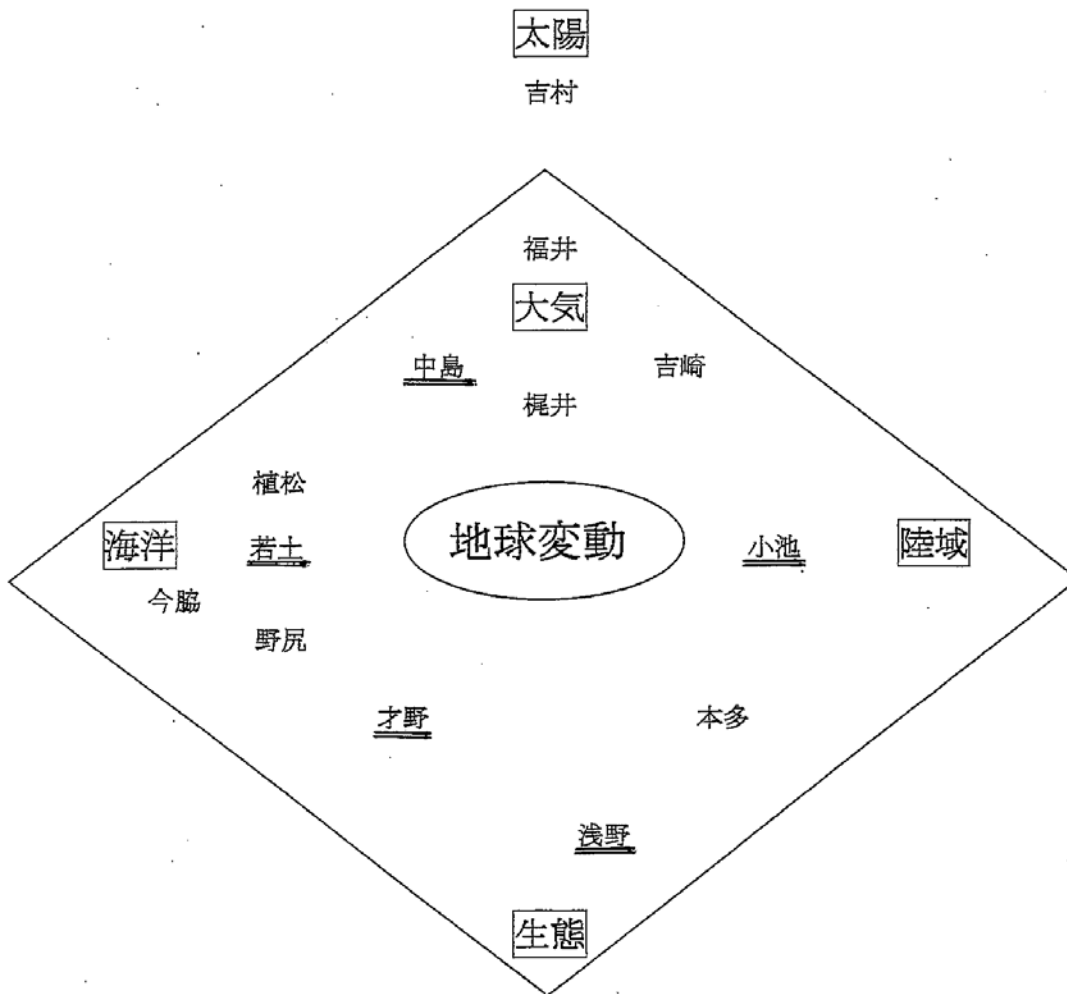 太陽
吉村
福井
大気
中島
吉崎
梶井
植松
海洋
若土
地球変動
小池
陸域
今脇
野尻
才野
本多
浅野
生態